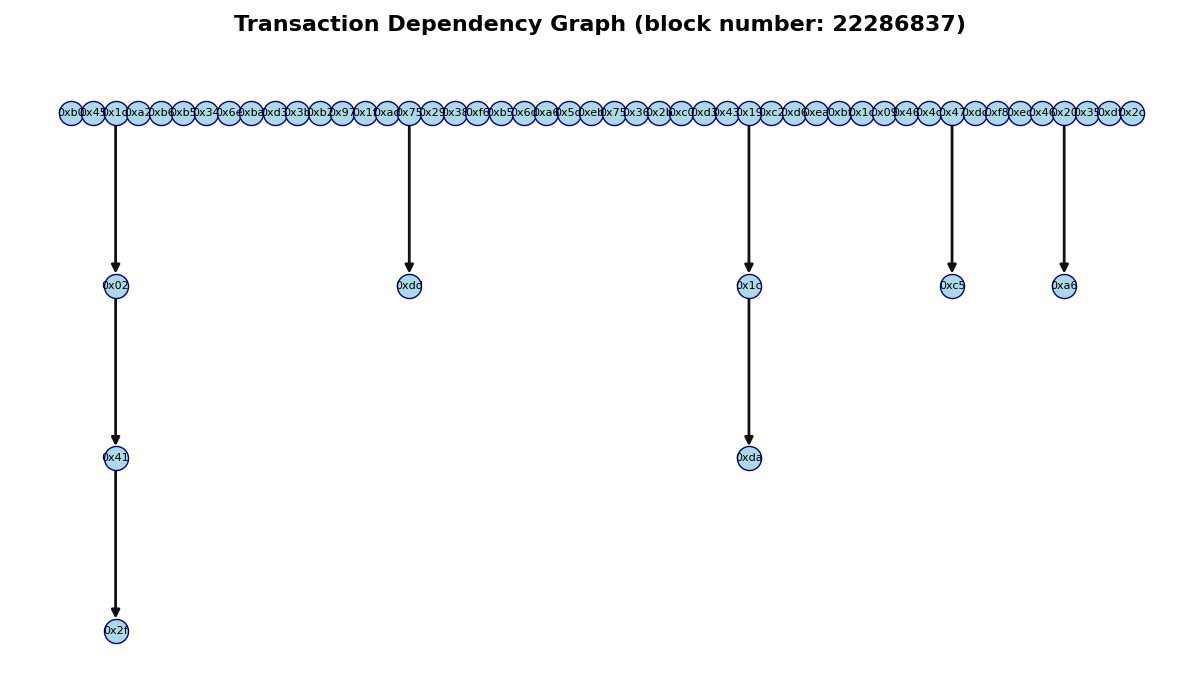 Transaction Dependency Graph (block number: 22286837)
0xb0 0x45 0x1d 0xa2 0xb6 0xb5 0x34 0x6e 0xba 0xd3 0x3b 0xb2 0x97 0x1f 0xad 0x75 0x29 0x38 0xf6 0xb5 0x6d 0xa6 0x5d 0xeb 0x75 0x36 0x2b 0xc0 0xd3 0x43 0x19 0xc2 0xd6 0xea 0xbf 0x1c 0x09 0x46 0x4d 0x47 0xdc 0xf8 0xec 0x46 0x20 0x35 0xdf 0x2c
0x02 0xdd 0x1c 0xc5 0xa6
0x41 0xda
0x2f